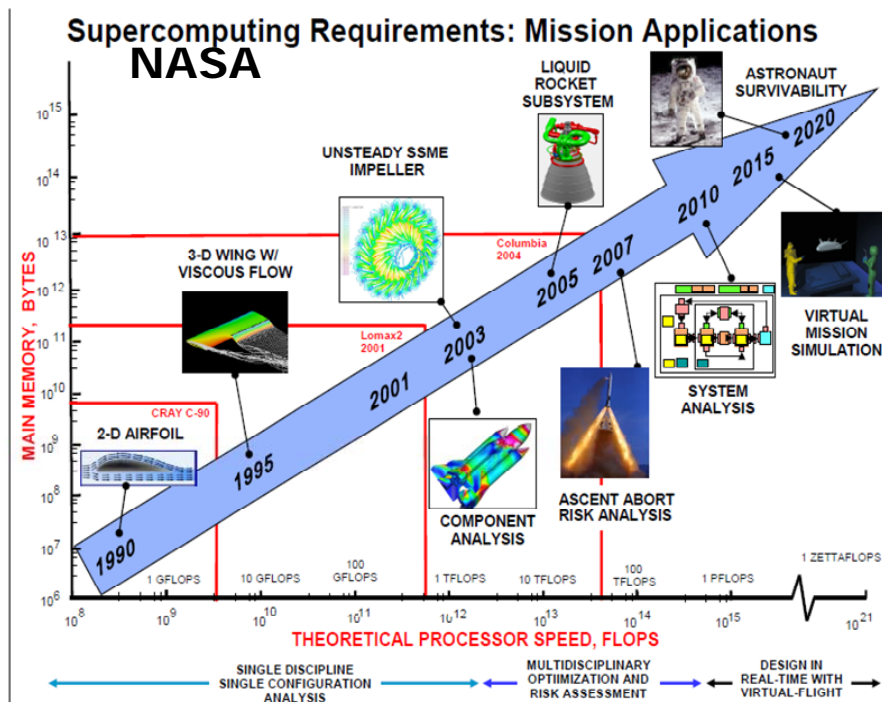 Supercomputing Requirements: Mission Applications
NASA
LIQUID
ROCKET
SUBSYSTEM
ASTRONAUT
SURVIVABILITY
UNSTEADY SSME
IMPELLER
3-D WING W/
VISCOUS FLOW
2-D AIRFOIL
MAIN MEMORY, BYTES
10^15
10^14
10^13
10^12
10^11
10^10
10^9
10^8
10^7
10^6
CRAY C-90
Lomax2
2001
Columbia
2004
1990
1995
2001
2003
2005
2007
2010
2015
2020
COMPONENT
ANALYSIS
ASCENT ABORT
RISK ANALYSIS
SYSTEM
ANALYSIS
VIRTUAL
MISSION
SIMULATION
1 GFLOPS
10 GFLOPS
100
GFLOPS
1 TFLOPS
10 TFLOPS
100
TFLOPS
1 PFLOPS
1 ZETTAFLOPS
10^8
10^9
10^10
10^11
10^12
10^13
10^14
10^15
10^21
THEORETICAL PROCESSOR SPEED, FLOPS
SINGLE DISCIPLINE
SINGLE CONFIGURATION
ANALYSIS
MULTIDISCIPLINARY
OPTIMIZATION AND
RISK ASSESSMENT
DESIGN IN
REAL-TIME WITH
VIRTUAL-FLIGHT